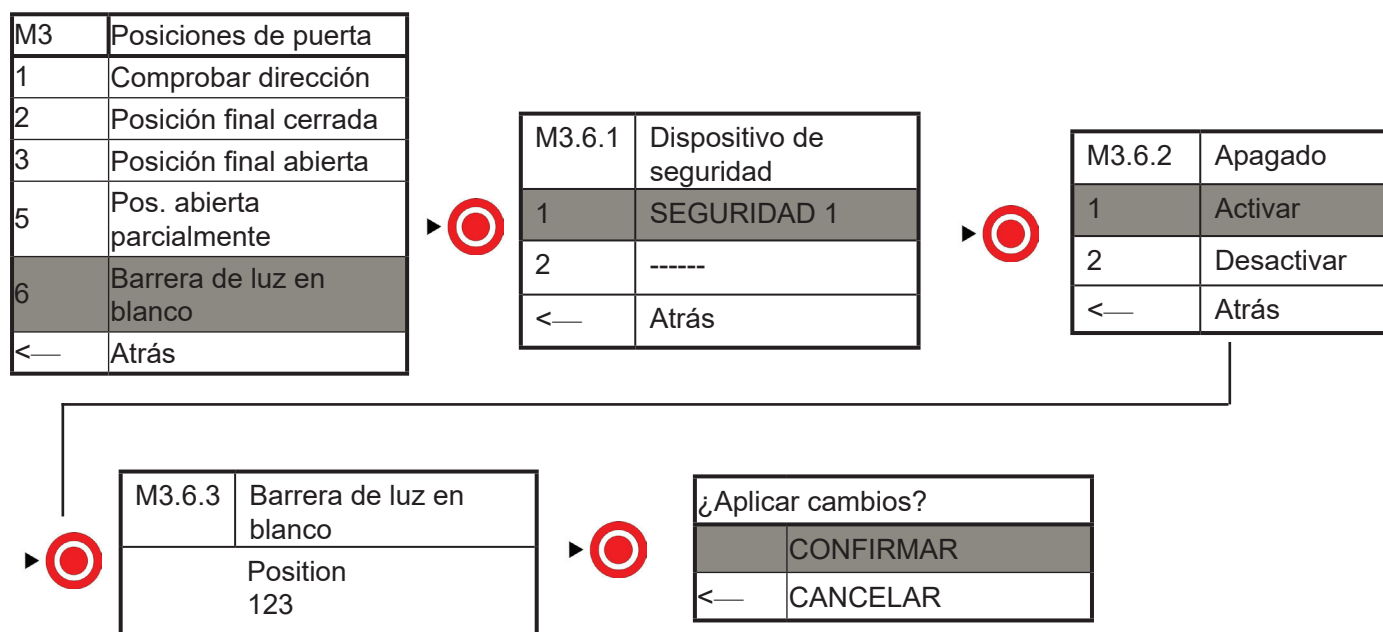 M3 Posiciones de puerta
1 Comprobar dirección
2 Posición final cerrada
3 Posición final abierta
5 Pos. abierta
parcialmente
6 Barrera de luz en
blanco
<— Atrás
M3.6.1 Dispositivo de
seguridad
1 SEGURIDAD 1
2 ------
<— Atrás
M3.6.2 Apagado
1 Activar
2 Desactivar
<— Atrás
M3.6.3 Barrera de luz en
blanco
Position
123
¿Aplicar cambios?
CONFIRMAR
<— CANCELAR